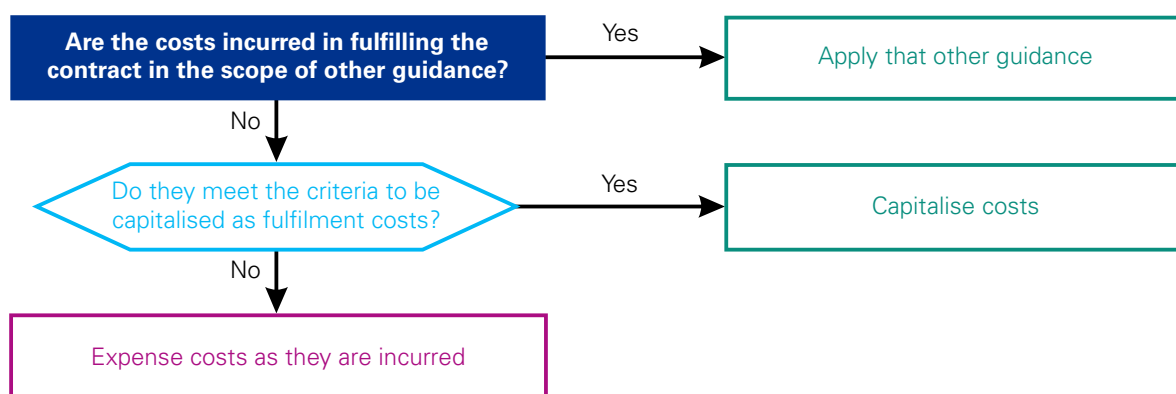 Are the costs incurred in fulfilling the
contract in the scope of other guidance?
Yes
Apply that other guidance
No
Do they meet the criteria to be
capitalised as fulfilment costs?
Yes
Capitalise costs
No
Expense costs as they are incurred